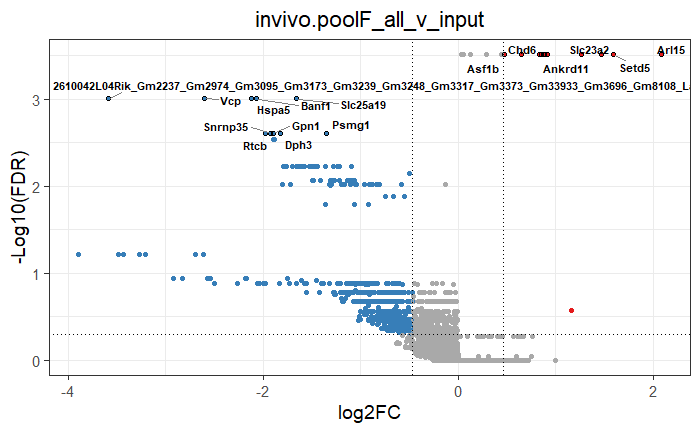 invivo.poolF_all_v_input
Chd6 Slc23a2 Arl15
Asf1b Ankrd11 Setd5
2610042L04Rik_Gm2237_Gm2974_Gm3095_Gm3173_Gm3239_Gm3248_Gm3317_Gm3373_Gm33933_Gm3696_Gm8108_La
Vcp Hspa5 Banf1 Slc25a19
Snrnp35 Gpn1 Psmg1
Rtcb Dph3
-Log10(FDR)
3
2
1
0
-4 -2 0 2
log2FC